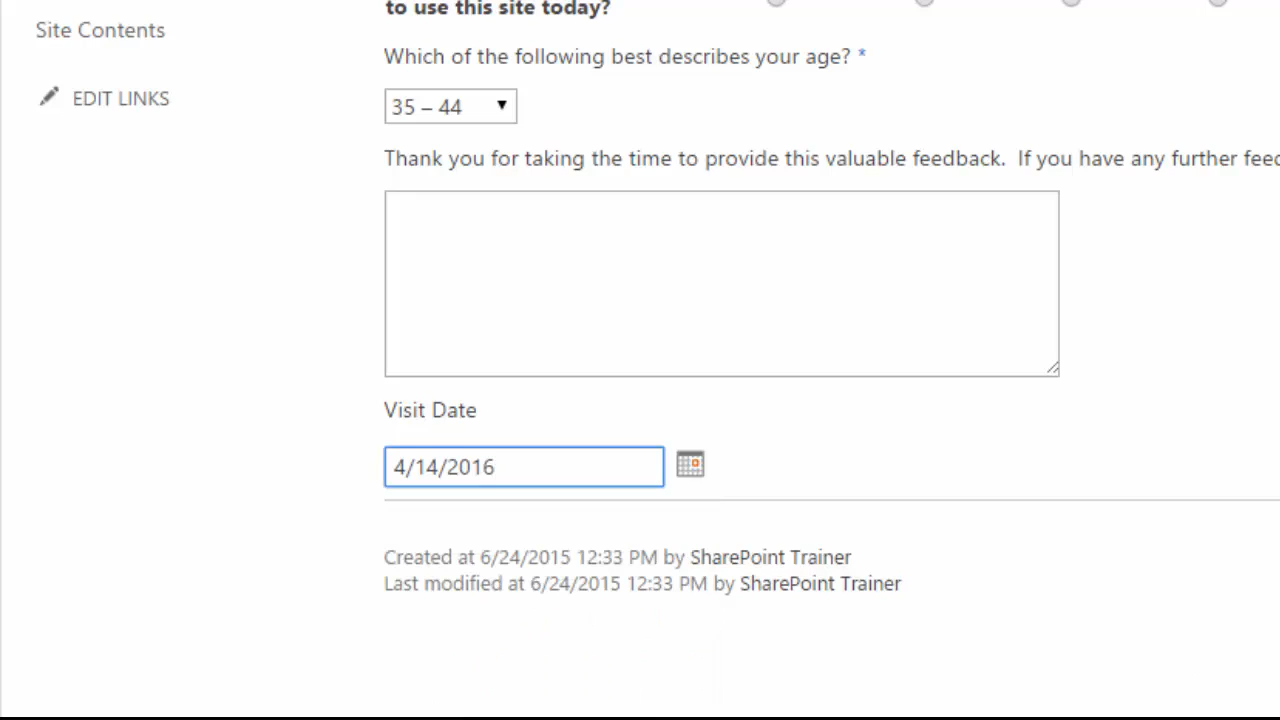 to use this site today?
Site Contents
Which of the following best describes your age? *
EDIT LINKS
35 – 44
Thank you for taking the time to provide this valuable feedback.  If you have any further feed
Visit Date
4/14/2016
Created at 6/24/2015 12:33 PM by SharePoint Trainer
Last modified at 6/24/2015 12:33 PM by SharePoint Trainer